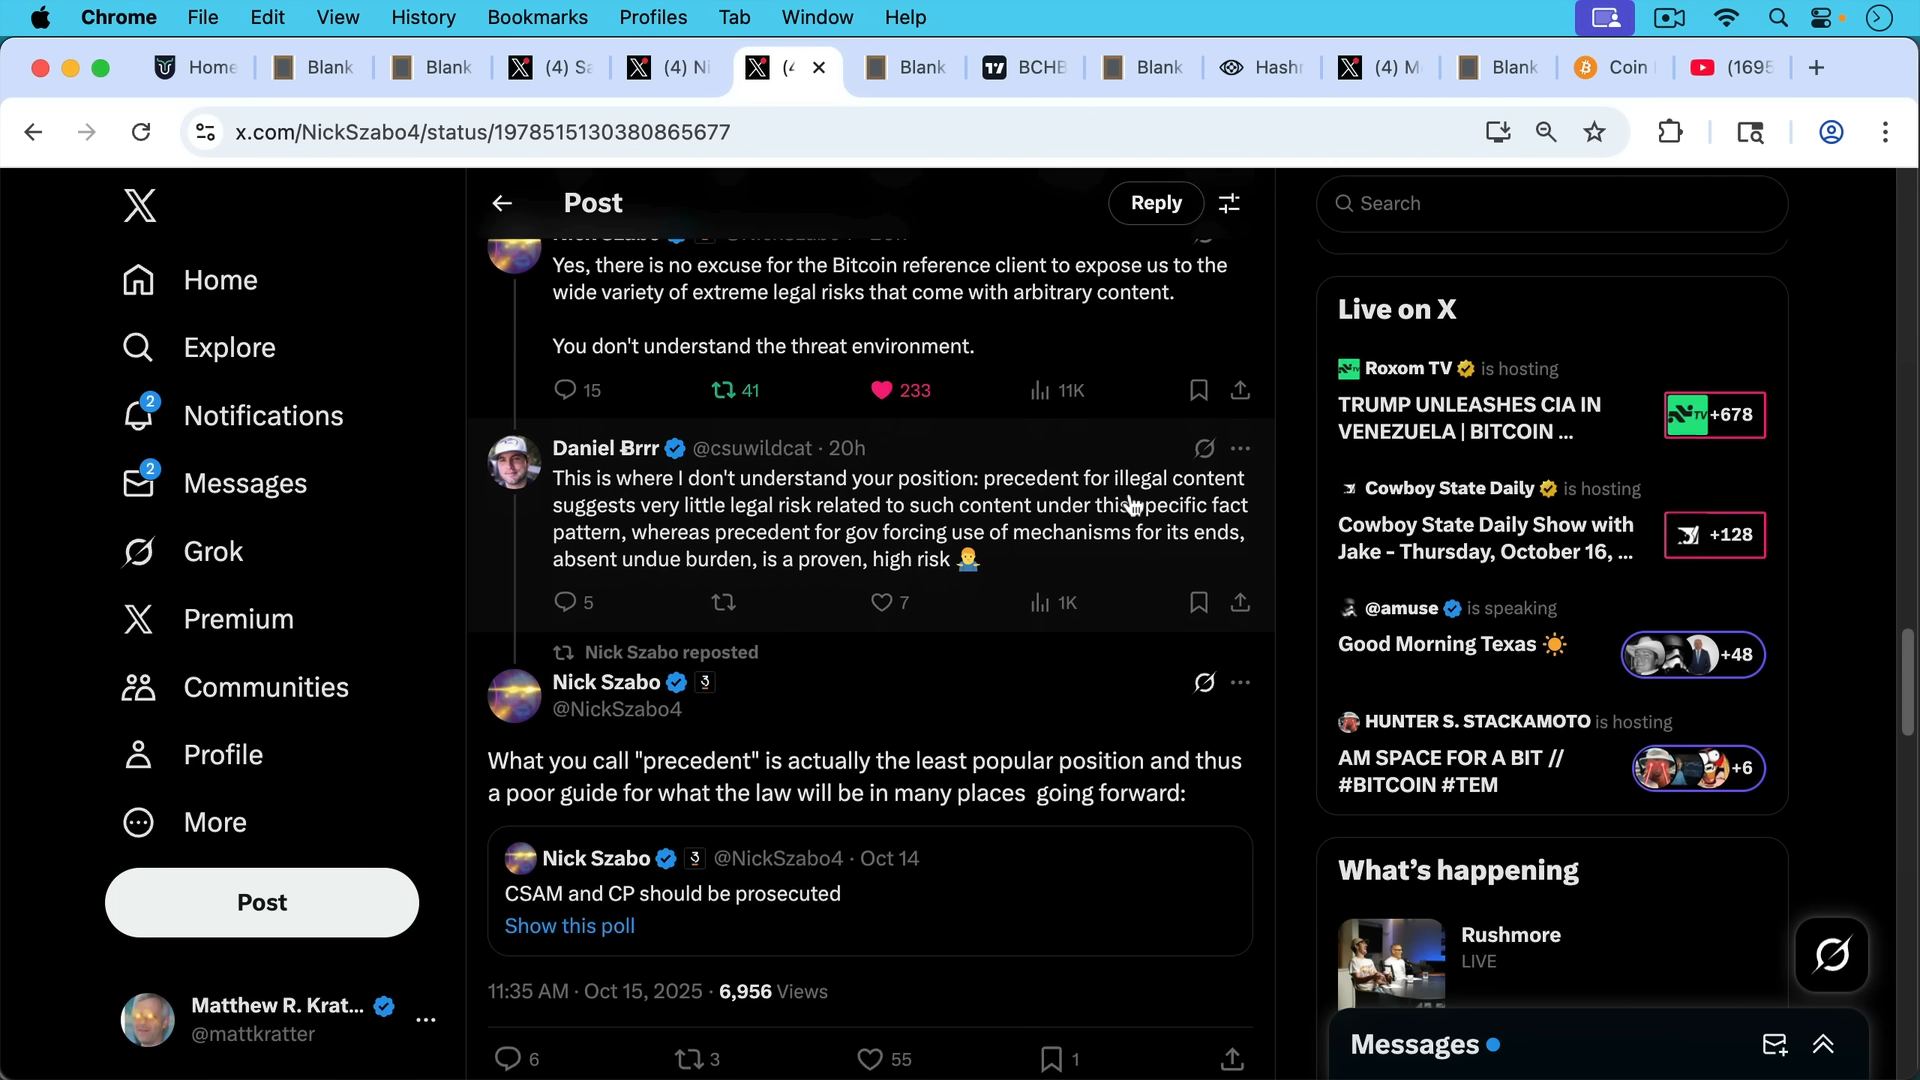 Chrome File Edit View History Bookmarks Profiles Tab Window Help
Home Blank Blank (4) Sa (4) Ni (4 Blank BCHB Blank Hashr (4) M Blank Coin (1695
x.com/NickSzabo4/status/1978515130380865677
Post
Reply
Search
Home
Explore
2
Notifications
2
Messages
Grok
Premium
Communities
Profile
More
Post
Matthew R. Krat...
@mattkratter
Yes, there is no excuse for the Bitcoin reference client to expose us to the
wide variety of extreme legal risks that come with arbitrary content.
You don't understand the threat environment.
15 41 233 11K
Daniel Brrr @csuwildcat · 20h
This is where I don't understand your position: precedent for illegal content
suggests very little legal risk related to such content under this specific fact
pattern, whereas precedent for gov forcing use of mechanisms for its ends,
absent undue burden, is a proven, high risk
5 7 1K
Nick Szabo reposted
Nick Szabo
@NickSzabo4
What you call "precedent" is actually the least popular position and thus
a poor guide for what the law will be in many places going forward:
Nick Szabo @NickSzabo4 · Oct 14
CSAM and CP should be prosecuted
Show this poll
11:35 AM · Oct 15, 2025 · 6,956 Views
6 3 55 1
Live on X
Roxom TV is hosting
TRUMP UNLEASHES CIA IN
VENEZUELA | BITCOIN ...
TV +678
Cowboy State Daily is hosting
Cowboy State Daily Show with
Jake - Thursday, October 16, ...
+128
@amuse is speaking
Good Morning Texas
+48
HUNTER S. STACKAMOTO is hosting
AM SPACE FOR A BIT //
#BITCOIN #TEM
+6
What's happening
Rushmore
LIVE
Messages